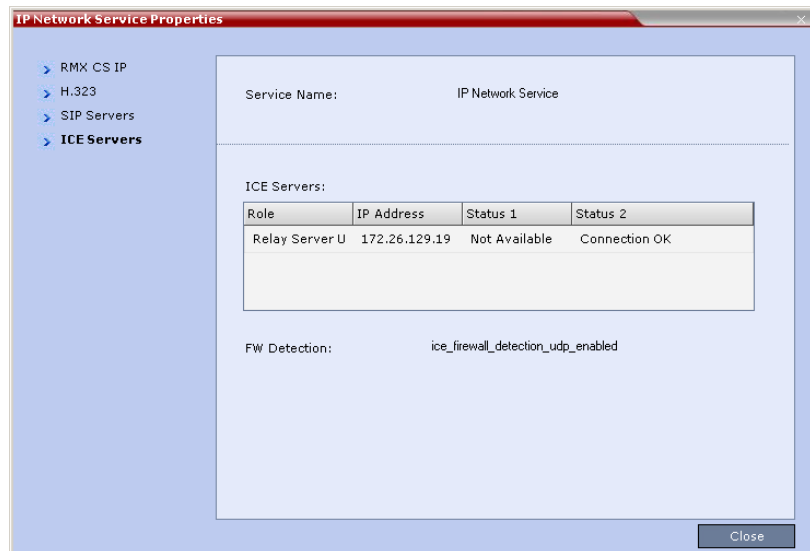 IP Network Service Properties
RMX CS IP
H.323
SIP Servers
ICE Servers
Service Name: IP Network Service
ICE Servers:
Role IP Address Status 1 Status 2
Relay Server U 172.26.129.19 Not Available Connection OK
FW Detection: ice_firewall_detection_udp_enabled
Close